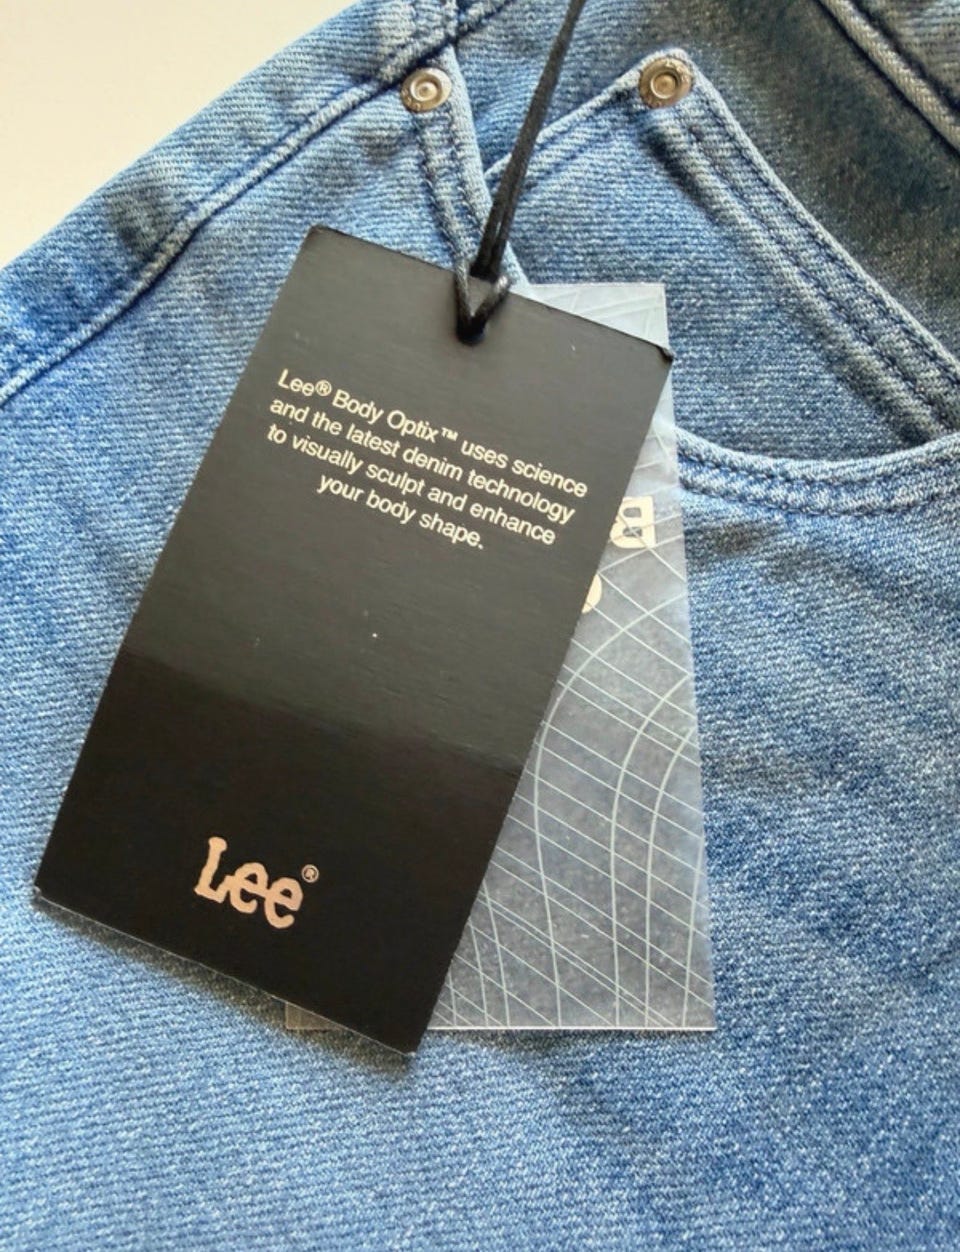 Lee® Body Optix™ uses science
and the latest denim technology
to visually sculpt and enhance
your body shape.
Lee®